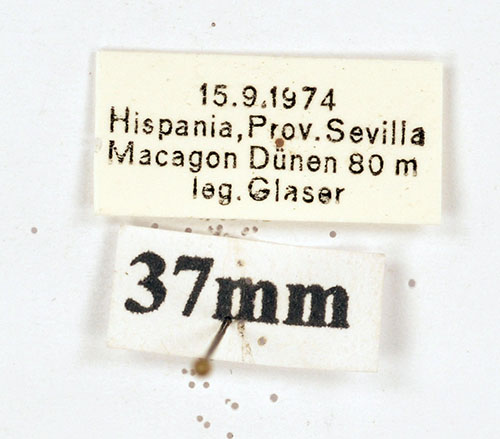 15.9.1974
Hispania,Prov.Sevilla
Macagon Dünen 80 m
leg.Glaser
37mm